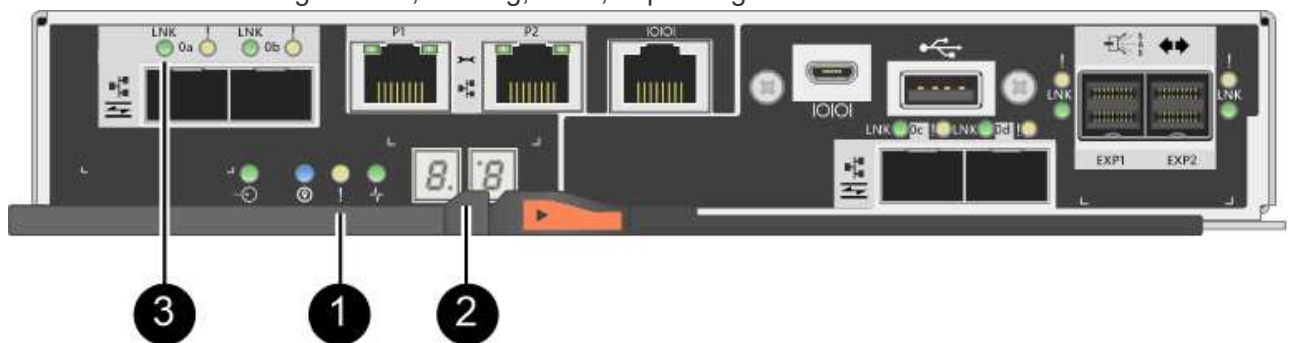 LNK ! LNK !
0a 0b
P1 P2 IOIOI
IOIOI
S
A
S
! !
LNK LNK
LNK 0c ! LNK 0d !
EXP1 EXP2
!
8. .8
3 1 2